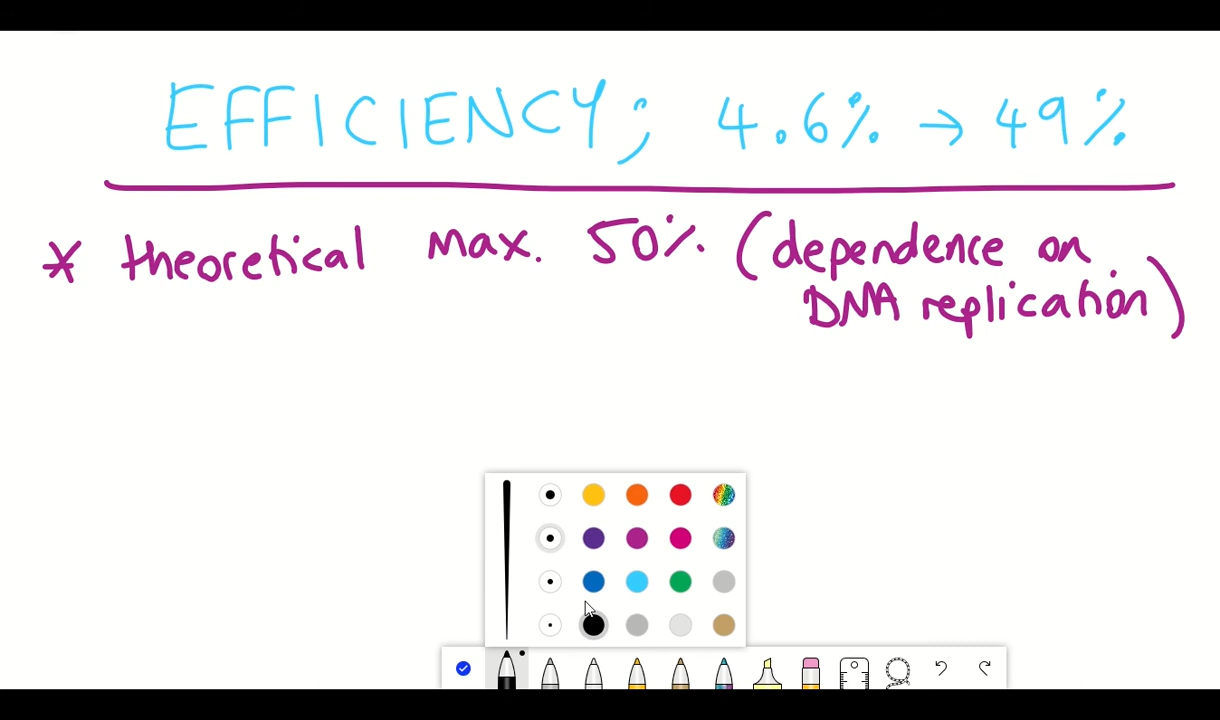 EFFICIENCY; 4.6% → 49%
* theoretical max. 50% (dependence on
DNA replication)